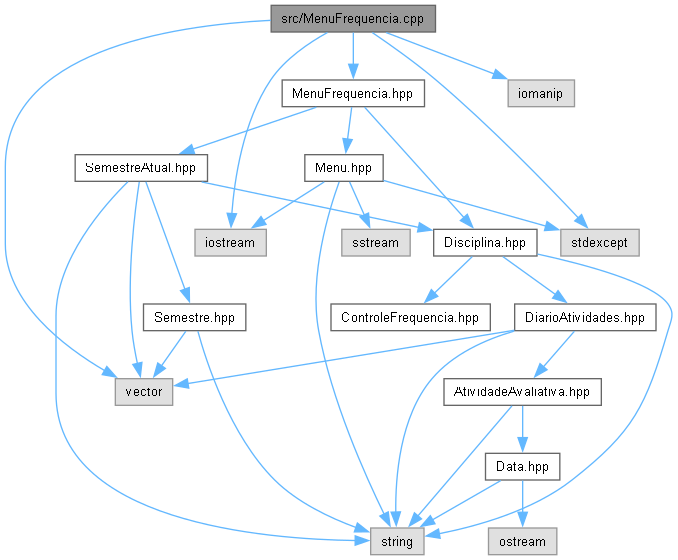 src/MenuFrequencia.cpp
MenuFrequencia.hpp
iomanip
SemestreAtual.hpp
Menu.hpp
iostream
sstream
Disciplina.hpp
stdexcept
Semestre.hpp
ControleFrequencia.hpp
DiarioAtividades.hpp
vector
AtividadeAvaliativa.hpp
Data.hpp
string
ostream